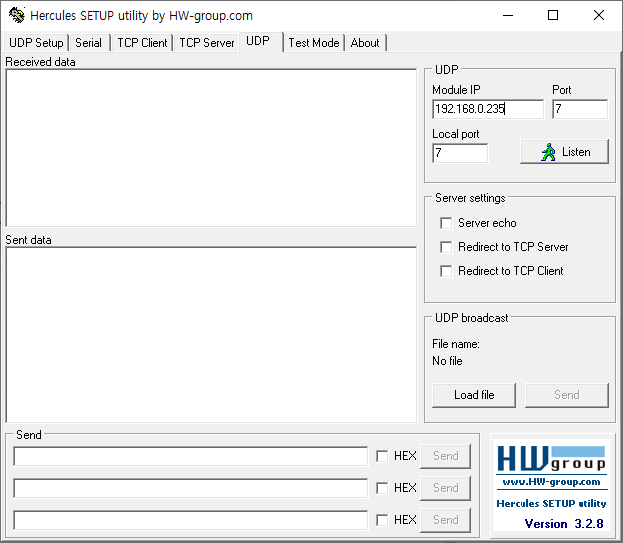 Hercules SETUP utility by HW-group.com
UDP Setup Serial TCP Client TCP Server UDP Test Mode About
Received data
Sent data
UDP
Module IP Port
192.168.0.235 7
Local port
7 Listen
Server settings
Server echo
Redirect to TCP Server
Redirect to TCP Client
UDP broadcast
File name:
No file
Load file Send
Send
HEX Send
HEX Send
HEX Send
HW group
www.HW-group.com
Hercules SETUP utility
Version 3.2.8